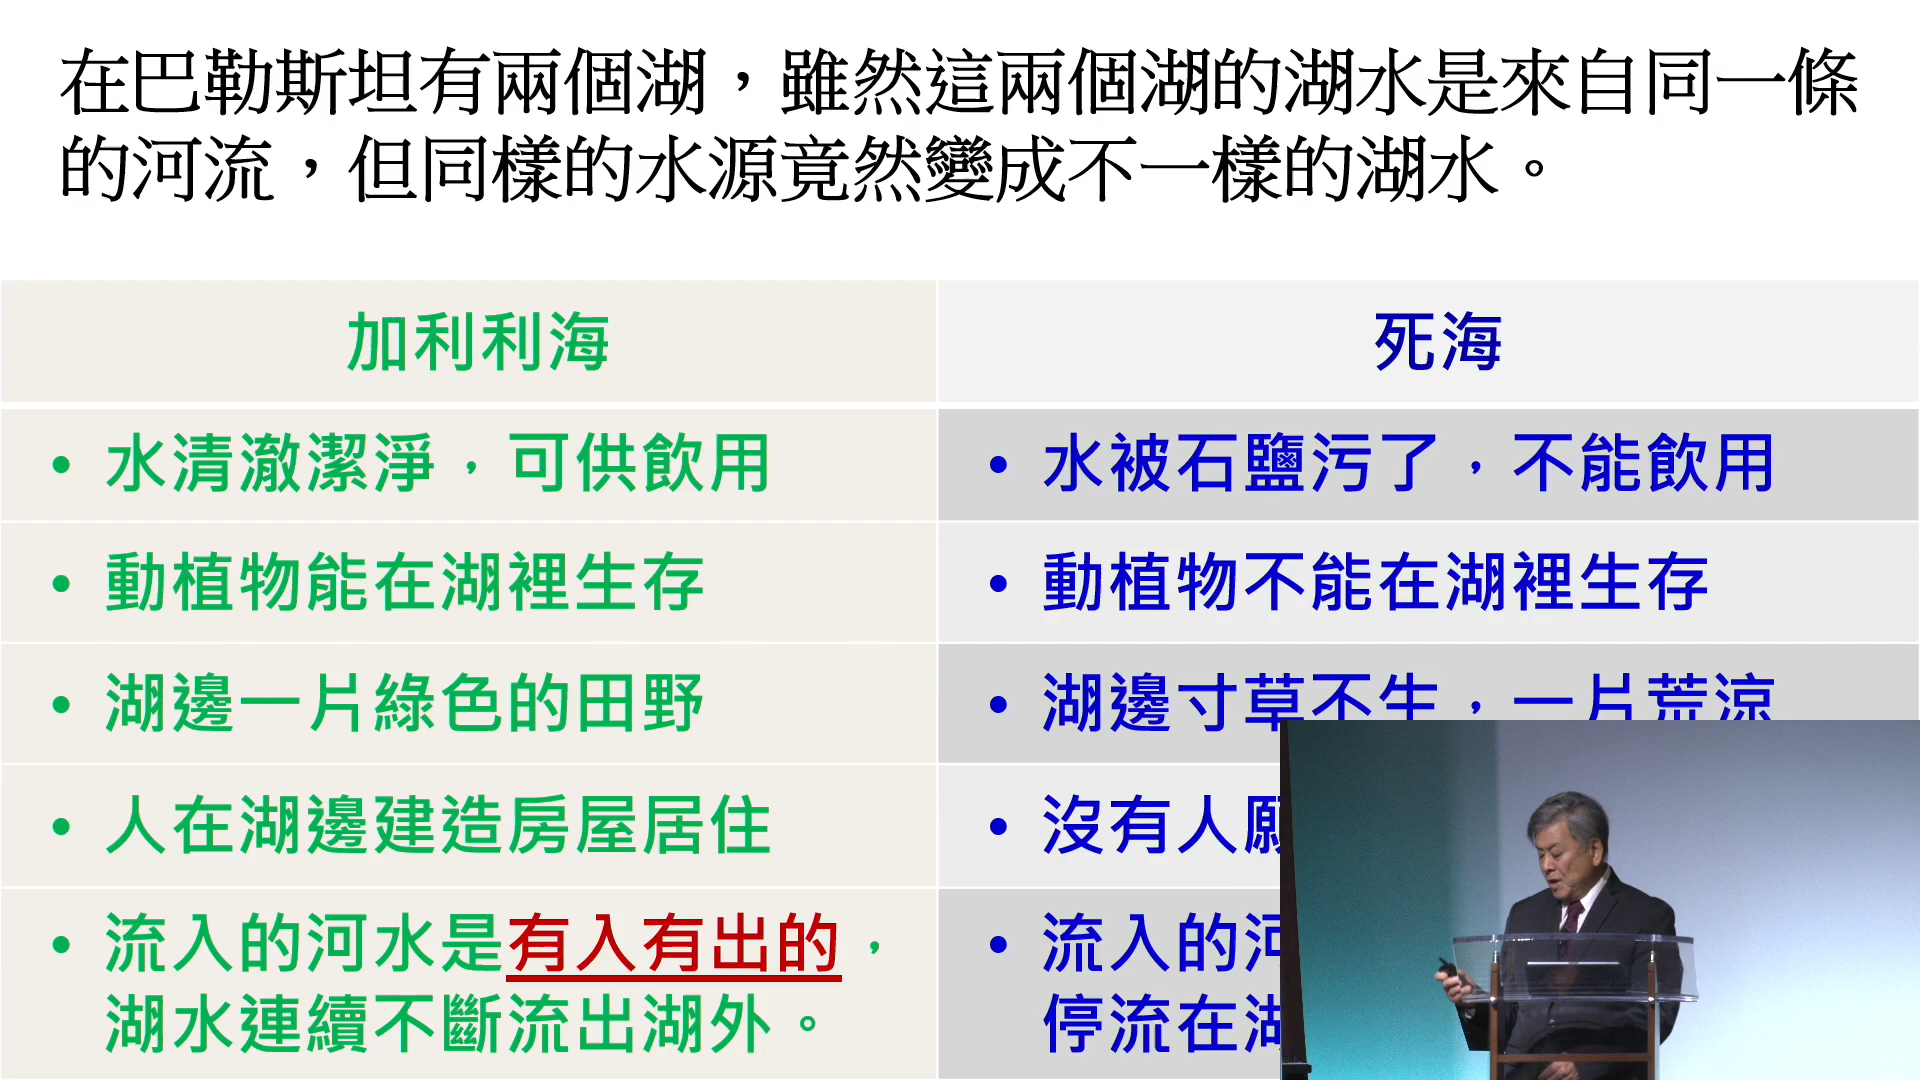 在巴勒斯坦有兩個湖，雖然這兩個湖的湖水是來自同一條
的河流，但同樣的水源竟然變成不一樣的湖水。
加利利海
死海
• 水清澈潔淨，可供飲用
• 水被石鹽污了，不能飲用
• 動植物能在湖裡生存
• 動植物不能在湖裡生存
• 湖邊一片綠色的田野
• 湖邊寸草不生，一片荒涼
• 人在湖邊建造房屋居住
• 沒有人願
• 流入的河水是有入有出的，
湖水連續不斷流出湖外。
• 流入的河
停流在湖